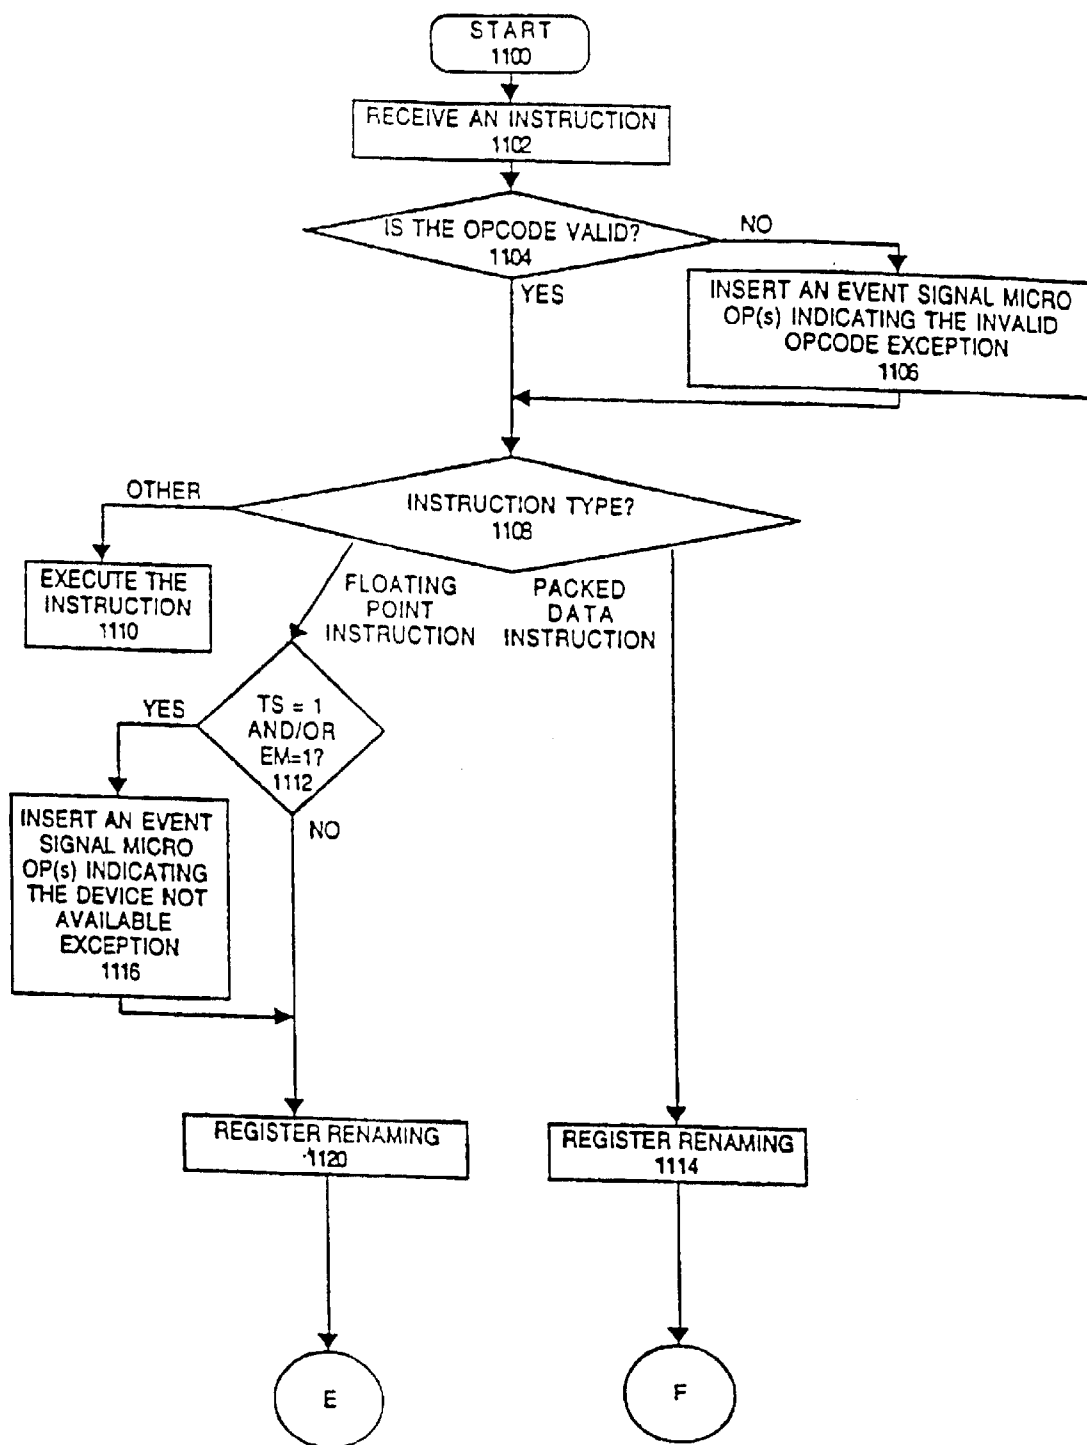 START
1100
RECEIVE AN INSTRUCTION
1102
IS THE OPCODE VALID?
1104
NO
YES
INSERT AN EVENT SIGNAL MICRO
OP(s) INDICATING THE INVALID
OPCODE EXCEPTION
1106
OTHER
INSTRUCTION TYPE?
1108
EXECUTE THE
INSTRUCTION
1110
FLOATING
POINT
INSTRUCTION
PACKED
DATA
INSTRUCTION
YES
TS = 1
AND/OR
EM=1?
1112
NO
INSERT AN EVENT
SIGNAL MICRO
OP(s) INDICATING
THE DEVICE NOT
AVAILABLE
EXCEPTION
1116
REGISTER RENAMING
1120
REGISTER RENAMING
1114
E
F